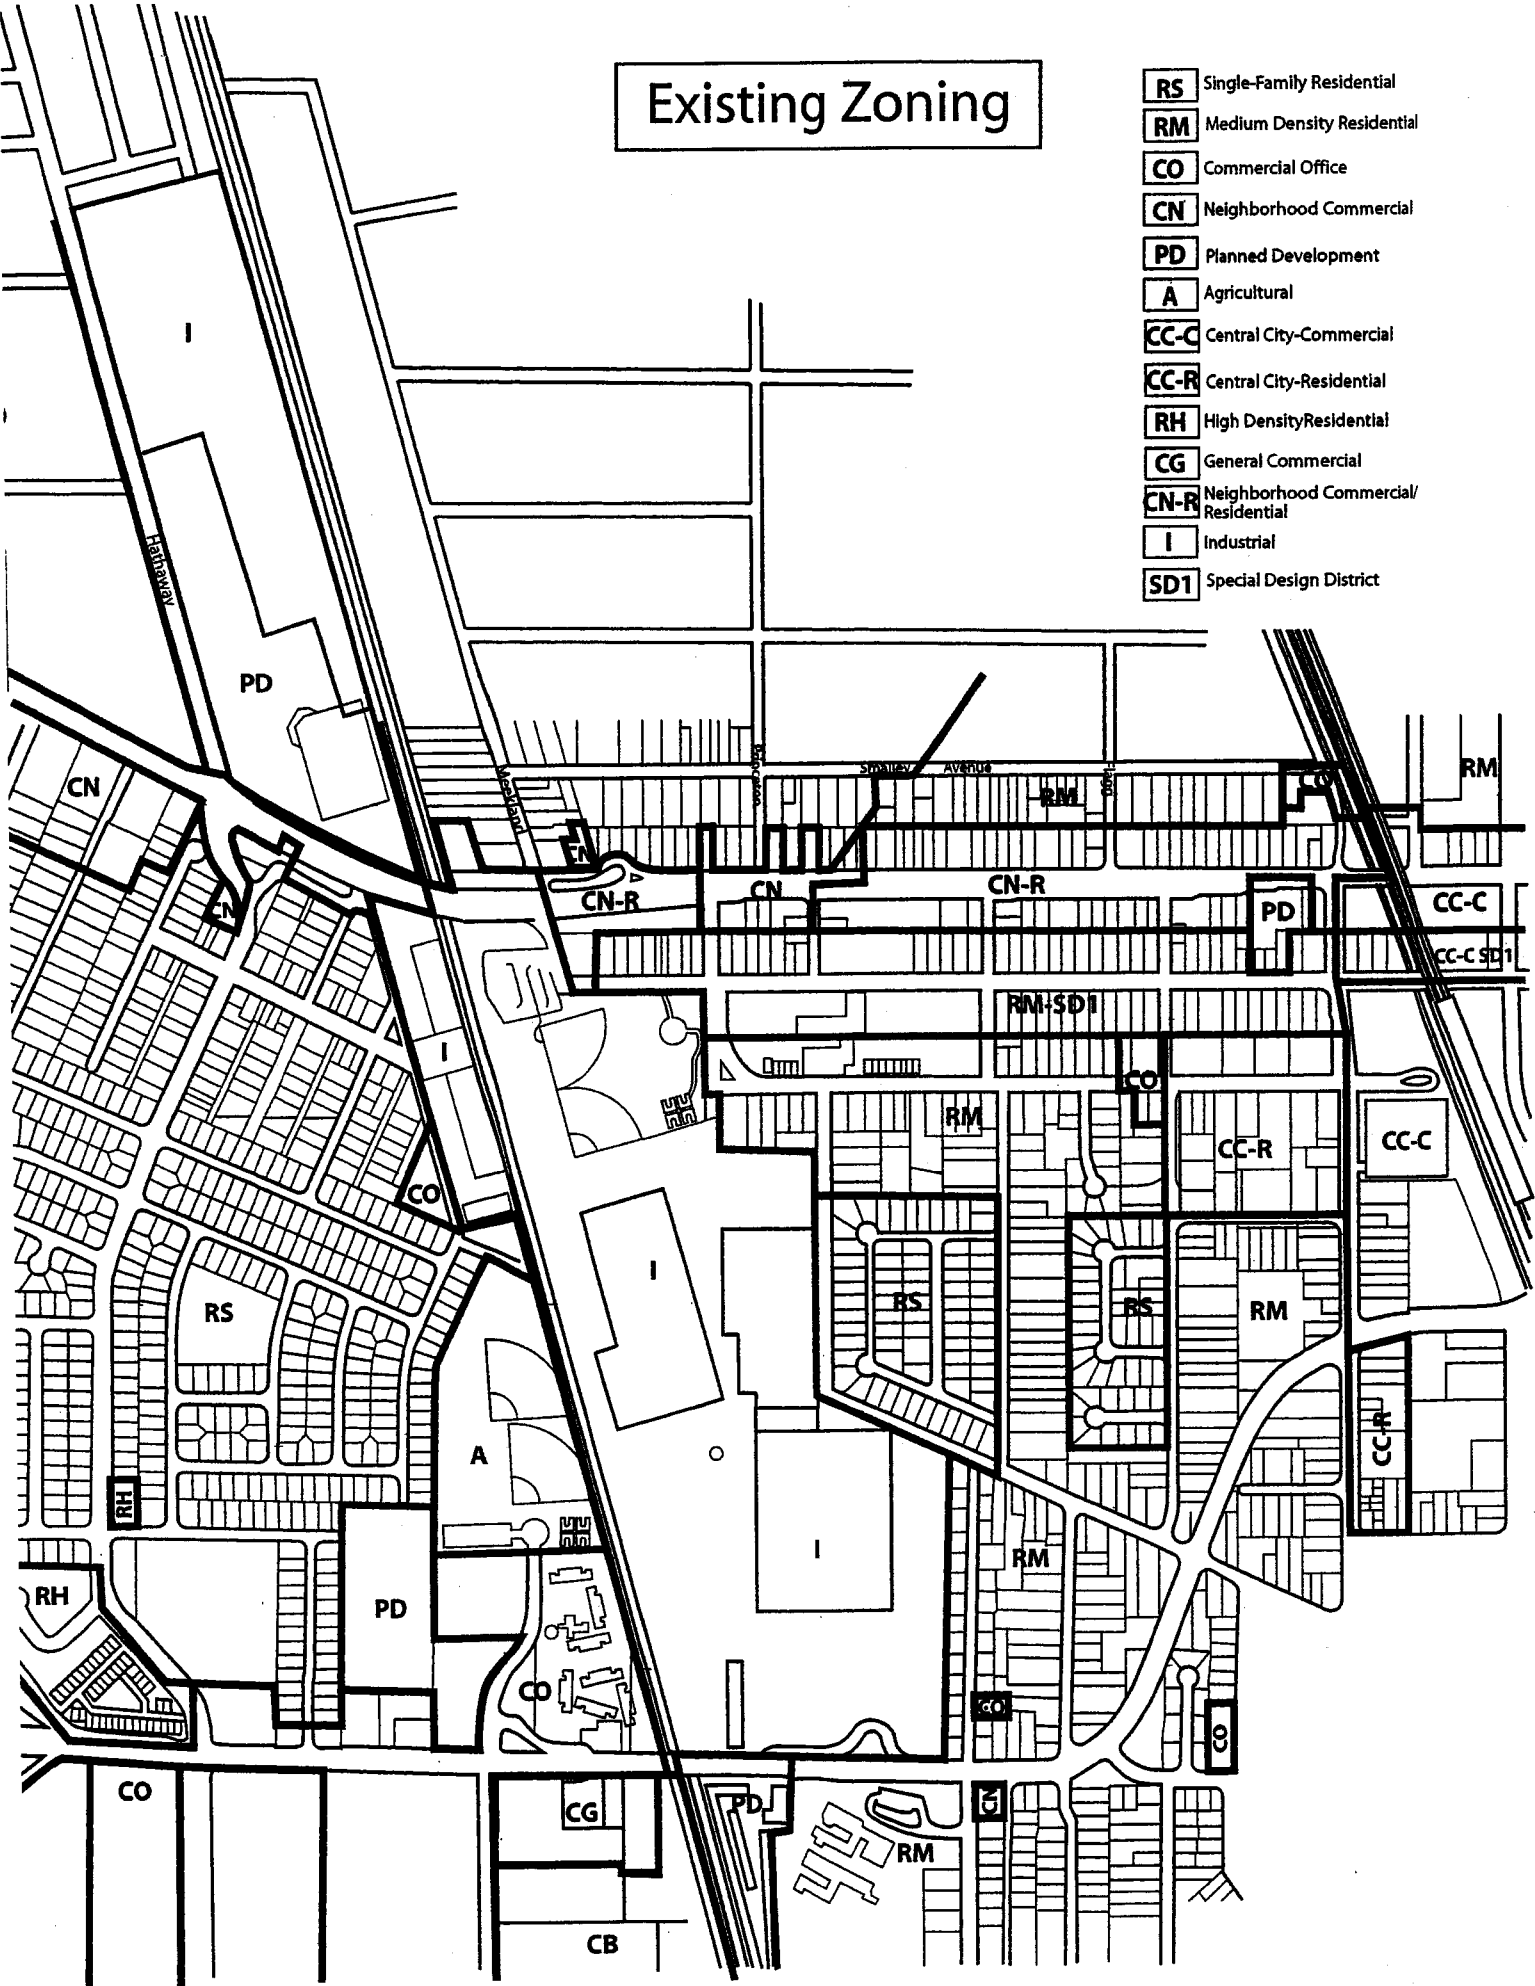 Existing Zoning
RS Single-Family Residential
RM Medium Density Residential
CO Commercial Office
CN Neighborhood Commercial
PD Planned Development
A Agricultural
CC-C Central City-Commercial
CC-R Central City-Residential
RH High DensityResidential
CG General Commercial
CN-R Neighborhood Commercial/
Residential
I Industrial
SD1 Special Design District
I
Hathaway
PD
CN
Meekland
Smalley Avenue
RM
CO
RM
CN
CN-R
CN
CN-R
PD
CC-C
CN
CC-C SD1
RM-SD1
I
CO
RM
CC-R
CC-C
CO
I
RS
RS
RS
RM
CC-R
A
RH
I
RM
RH
PD
CO
CO
CO
CO
CG
PD
CN
RM
CB